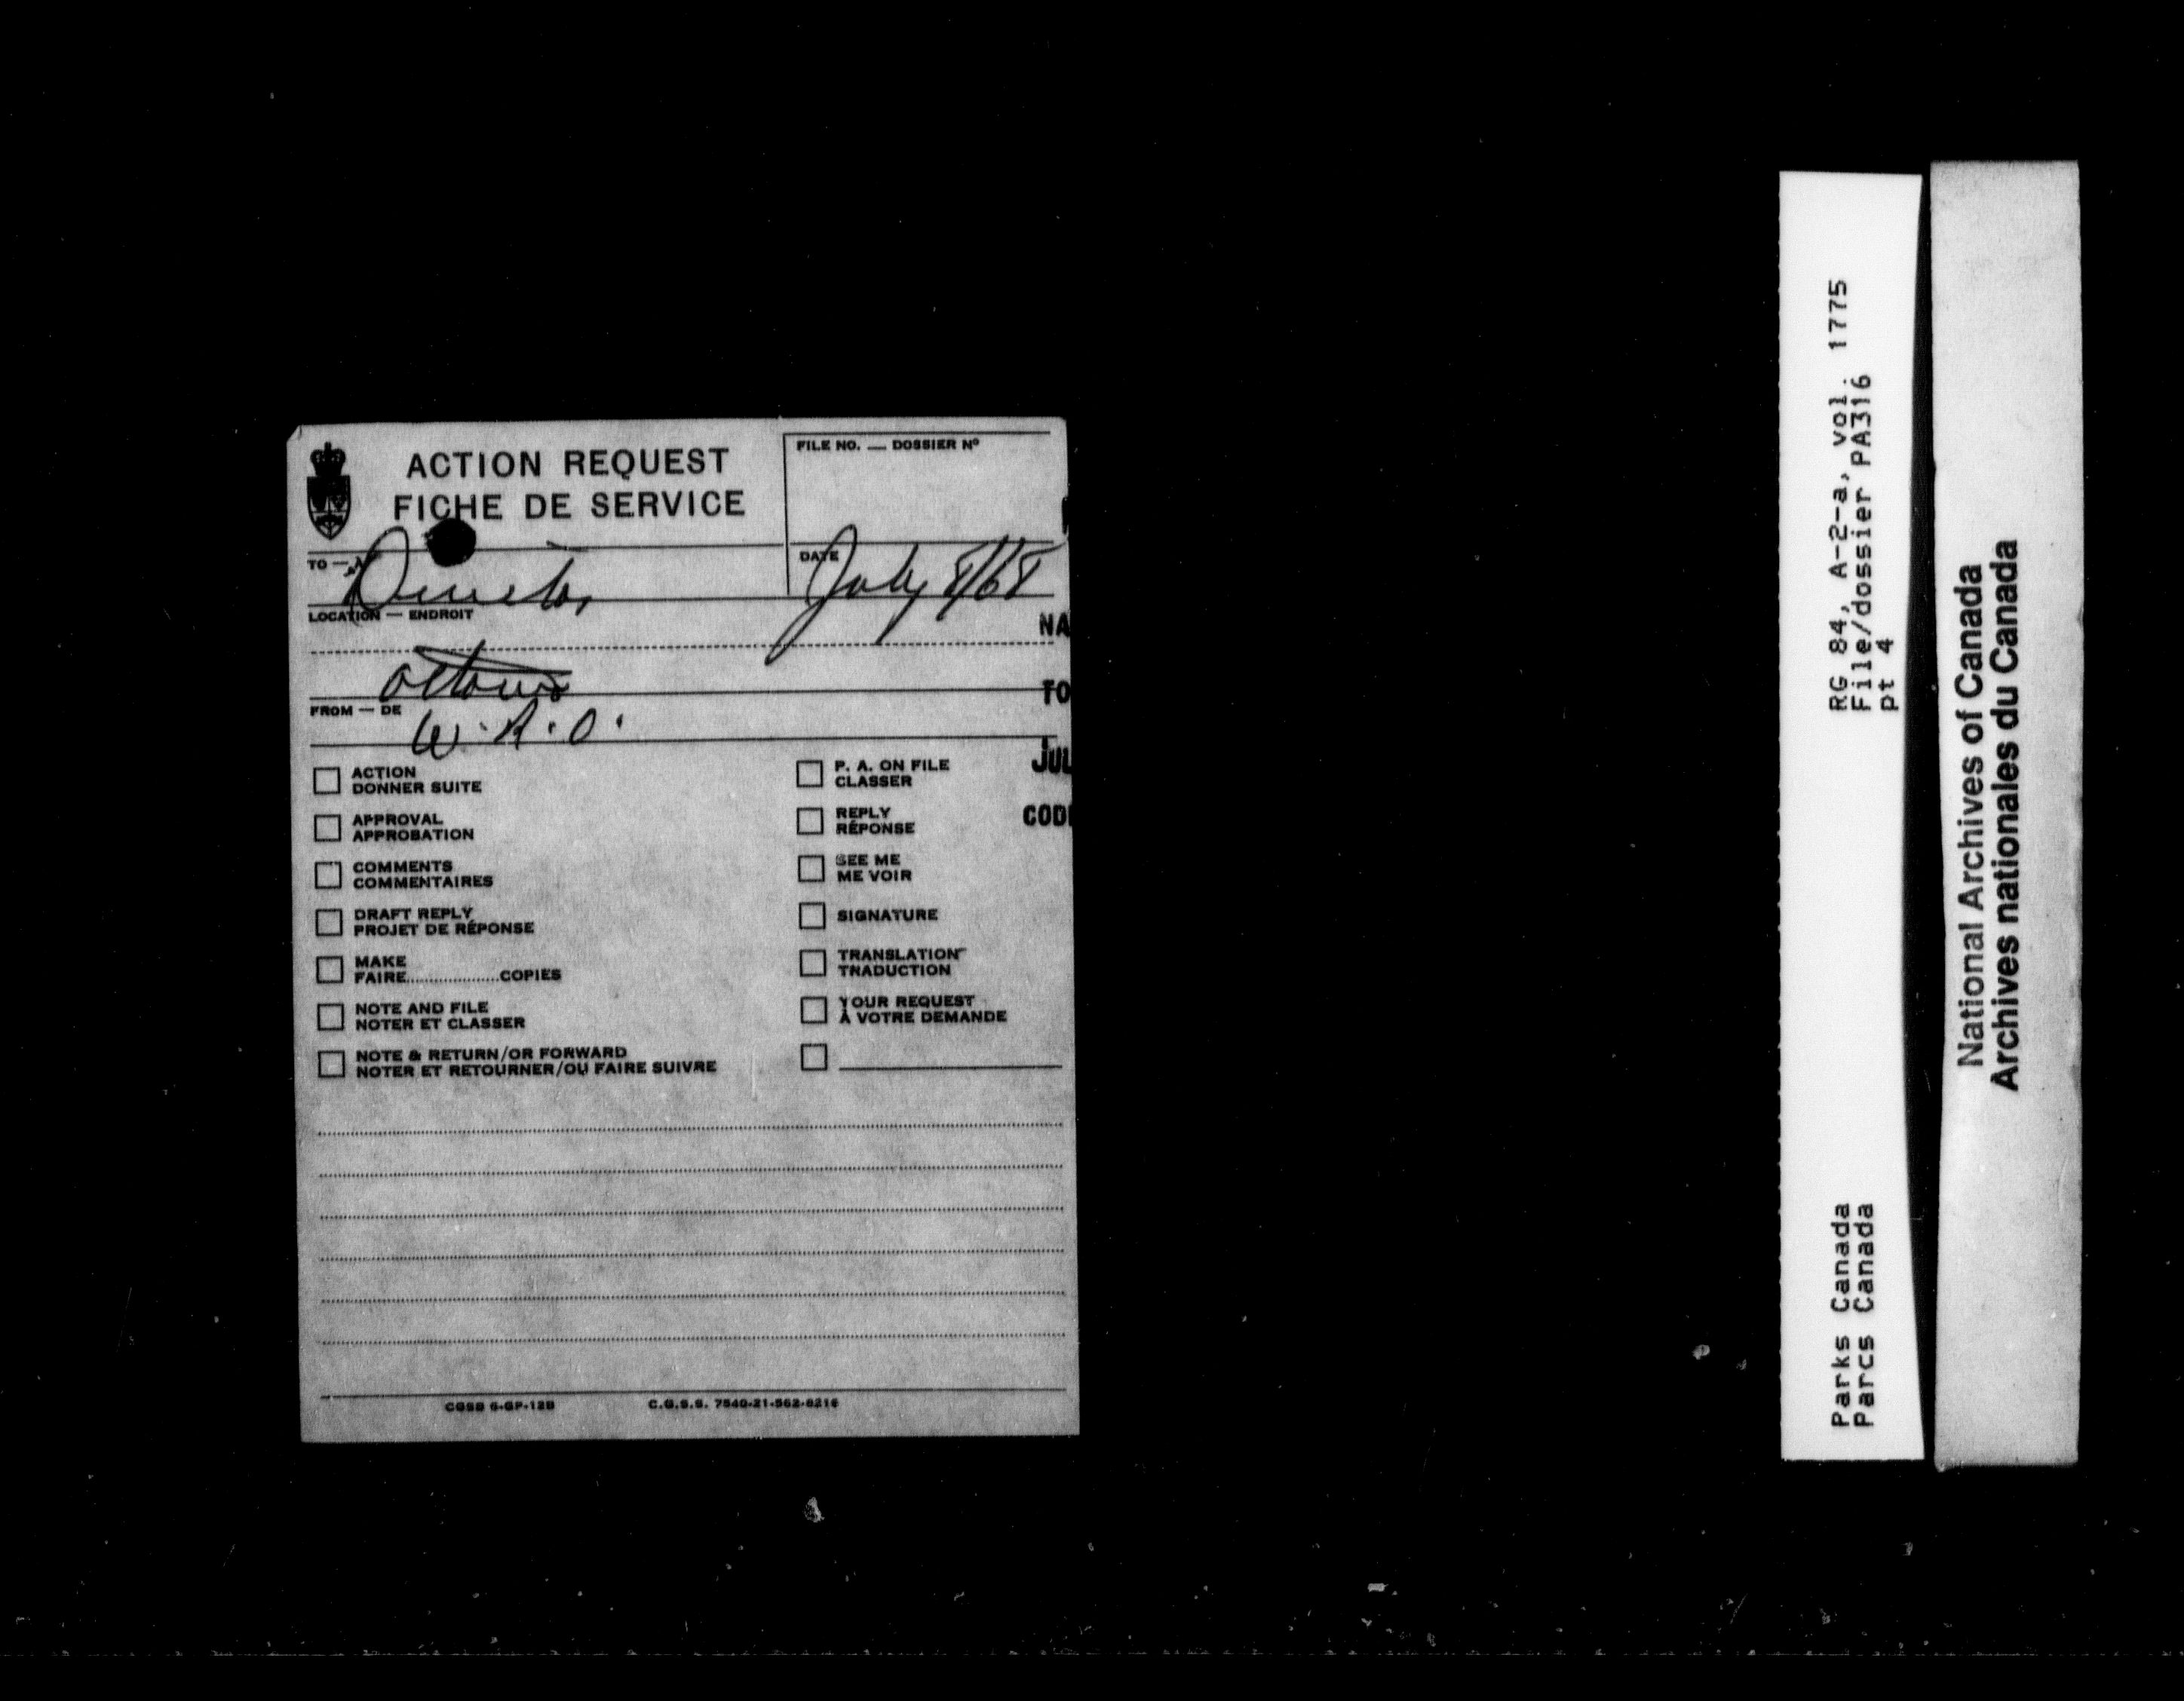 ACTION REQUEST
FICHE DE SERVICE
FILE NO. — DOSSIER Nº
TO — À
Director
DATE
July 8/68
LOCATION — ENDROIT
NA
Ottawa
TO
FROM — DE
W.R.O.
JUL
CODE
ACTION
DONNER SUITE
APPROVAL
APPROBATION
COMMENTS
COMMENTAIRES
DRAFT REPLY
PROJET DE RÉPONSE
MAKE
FAIRE....................COPIES
NOTE AND FILE
NOTER ET CLASSER
NOTE & RETURN/OR FORWARD
NOTER ET RETOURNER/OU FAIRE SUIVRE
P. A. ON FILE
CLASSER
REPLY
RÉPONSE
SEE ME
ME VOIR
SIGNATURE
TRANSLATION
TRADUCTION
YOUR REQUEST
À VOTRE DEMANDE
CGSB 6-GP-12B
C.G.S.S. 7540-21-562-6216
RG 84, A-2-a, vol. 1775
File/dossier PA316
pt 4
Parks Canada
Parcs Canada
National Archives of Canada
Archives nationales du Canada